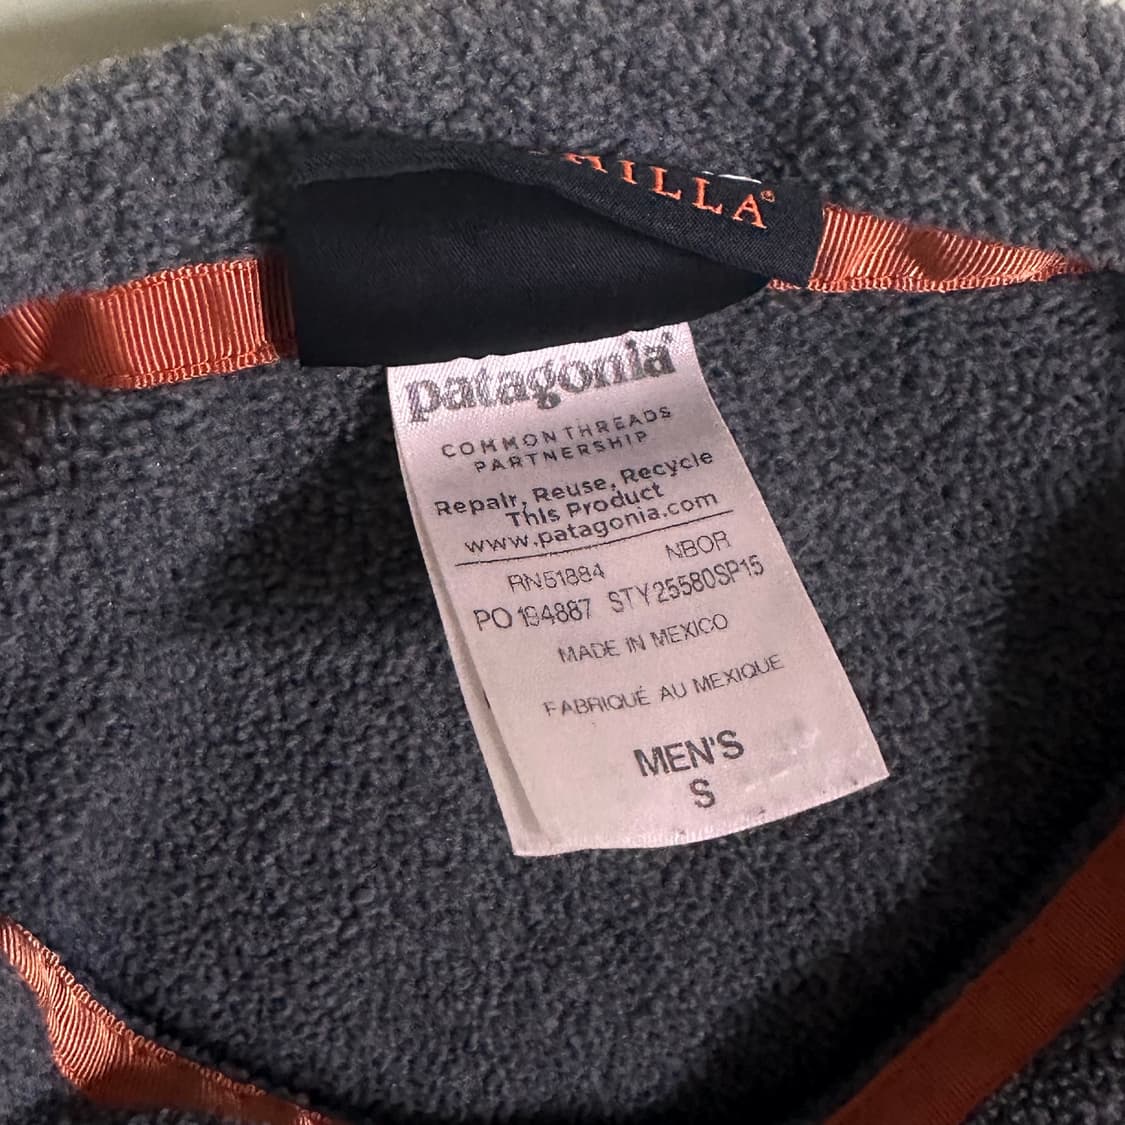 AILLA®
patagonia®
COMMON THREADS
PARTNERSHIP
Repair, Reuse, Recycle
This Product
www.patagonia.com
RN51884 NBOR
PO 194887 STY25580SP15
MADE IN MEXICO
FABRIQUÉ AU MEXIQUE
MEN'S
S